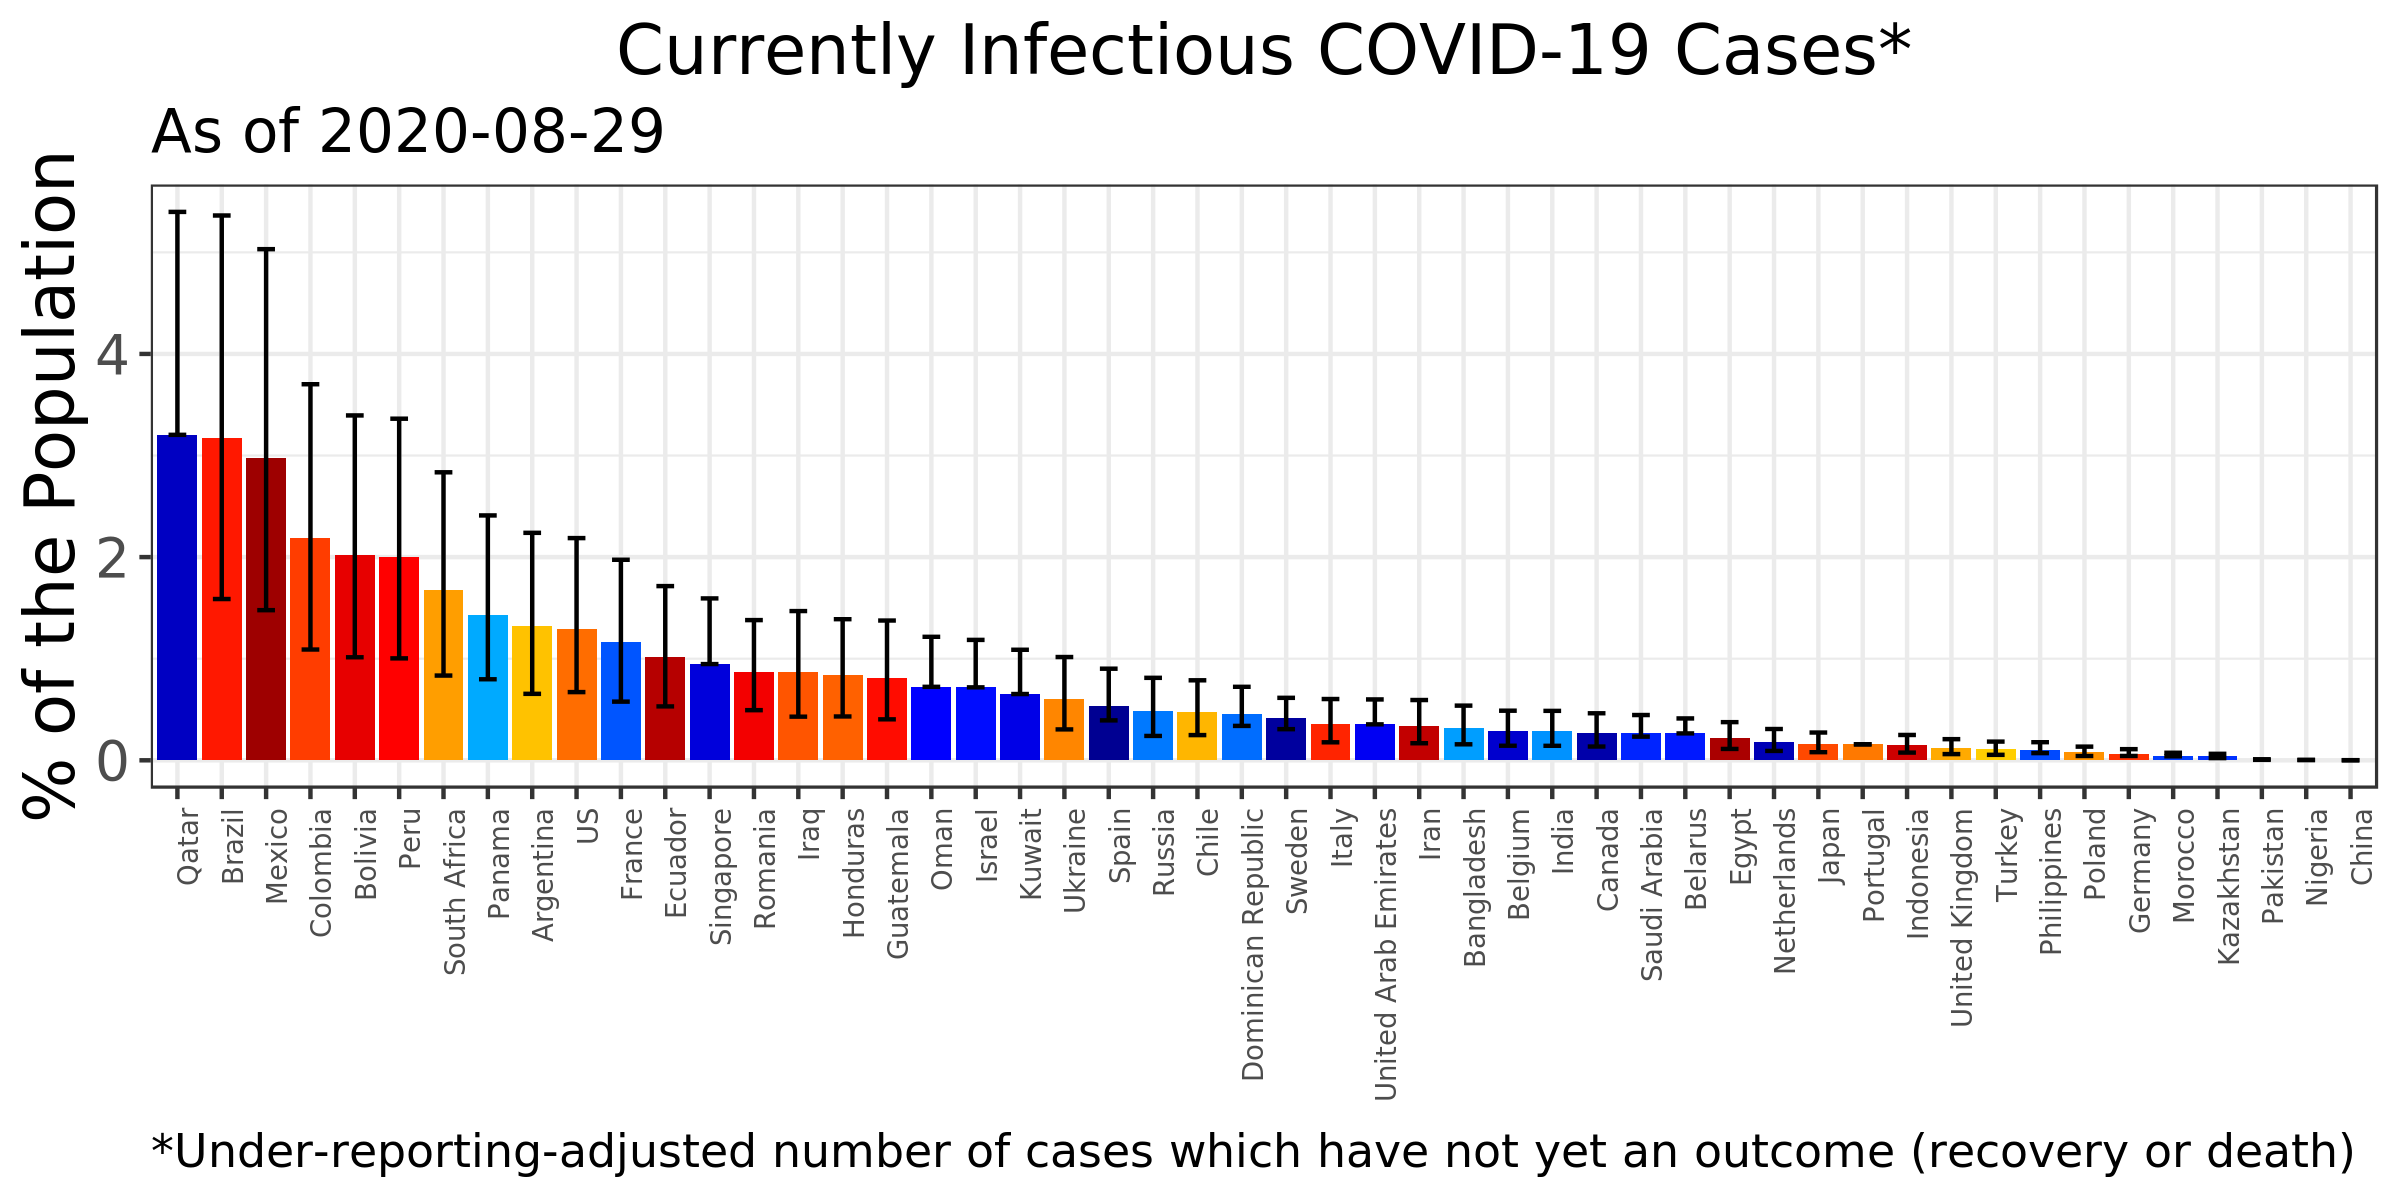 Currently Infectious COVID-19 Cases*
As of 2020-08-29
% of the Population
4
2
0
Qatar
Brazil
Mexico
Colombia
Bolivia
Peru
South Africa
Panama
Argentina
US
France
Ecuador
Singapore
Romania
Iraq
Honduras
Guatemala
Oman
Israel
Kuwait
Ukraine
Spain
Russia
Chile
Dominican Republic
Sweden
Italy
United Arab Emirates
Iran
Bangladesh
Belgium
India
Canada
Saudi Arabia
Belarus
Egypt
Netherlands
Japan
Portugal
Indonesia
United Kingdom
Turkey
Philippines
Poland
Germany
Morocco
Kazakhstan
Pakistan
Nigeria
China
*Under-reporting-adjusted number of cases which have not yet an outcome (recovery or death)